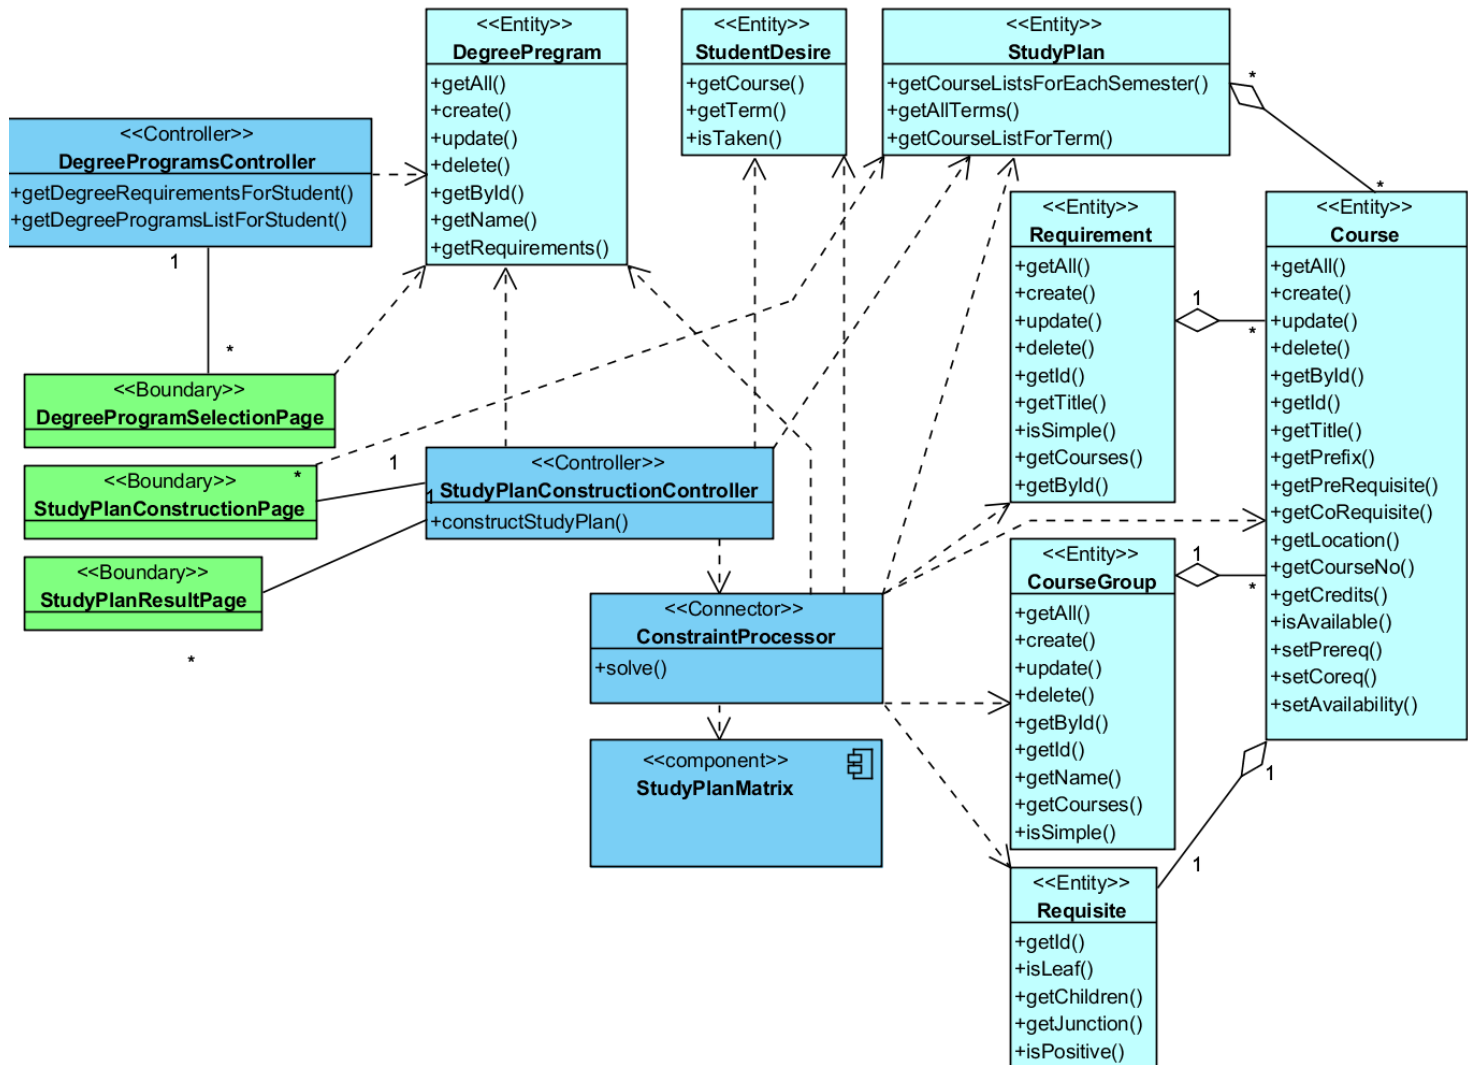 <<Entity>>
DegreePregram
+getAll()
+create()
+update()
+delete()
+getById()
+getName()
+getRequirements()
<<Entity>>
StudentDesire
+getCourse()
+getTerm()
+isTaken()
<<Entity>>
StudyPlan
+getCourseListsForEachSemester()
+getAllTerms()
+getCourseListForTerm()
*
*
<<Controller>>
DegreeProgramsController
+getDegreeRequirementsForStudent()
+getDegreeProgramsListForStudent()
1
*
<<Entity>>
Requirement
+getAll()
+create()
+update()
+delete()
+getId()
+getTitle()
+isSimple()
+getCourses()
+getById()
1
*
<<Entity>>
Course
+getAll()
+create()
+update()
+delete()
+getById()
+getId()
+getTitle()
+getPrefix()
+getPreRequisite()
+getCoRequisite()
+getLocation()
+getCourseNo()
+getCredits()
+isAvailable()
+setPrereq()
+setCoreq()
+setAvailability()
<<Boundary>>
DegreeProgramSelectionPage
<<Boundary>>
StudyPlanConstructionPage
*
1
<<Controller>>
StudyPlanConstructionController
+constructStudyPlan()
1
<<Boundary>>
StudyPlanResultPage
*
<<Connector>>
ConstraintProcessor
+solve()
<<component>>
StudyPlanMatrix
<<Entity>>
CourseGroup
+getAll()
+create()
+update()
+delete()
+getById()
+getId()
+getName()
+getCourses()
+isSimple()
1
*
1
1
<<Entity>>
Requisite
+getId()
+isLeaf()
+getChildren()
+getJunction()
+isPositive()